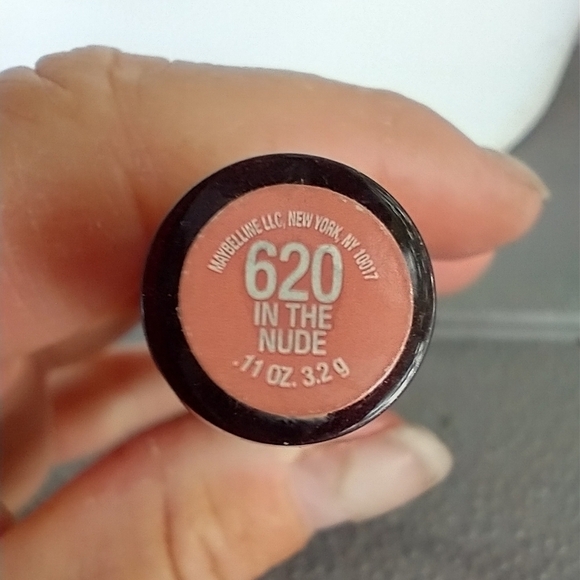 MAYBELLINE LLC, NEW YORK, NY 10017
620
IN THE
NUDE
.11 OZ. 3.2 g